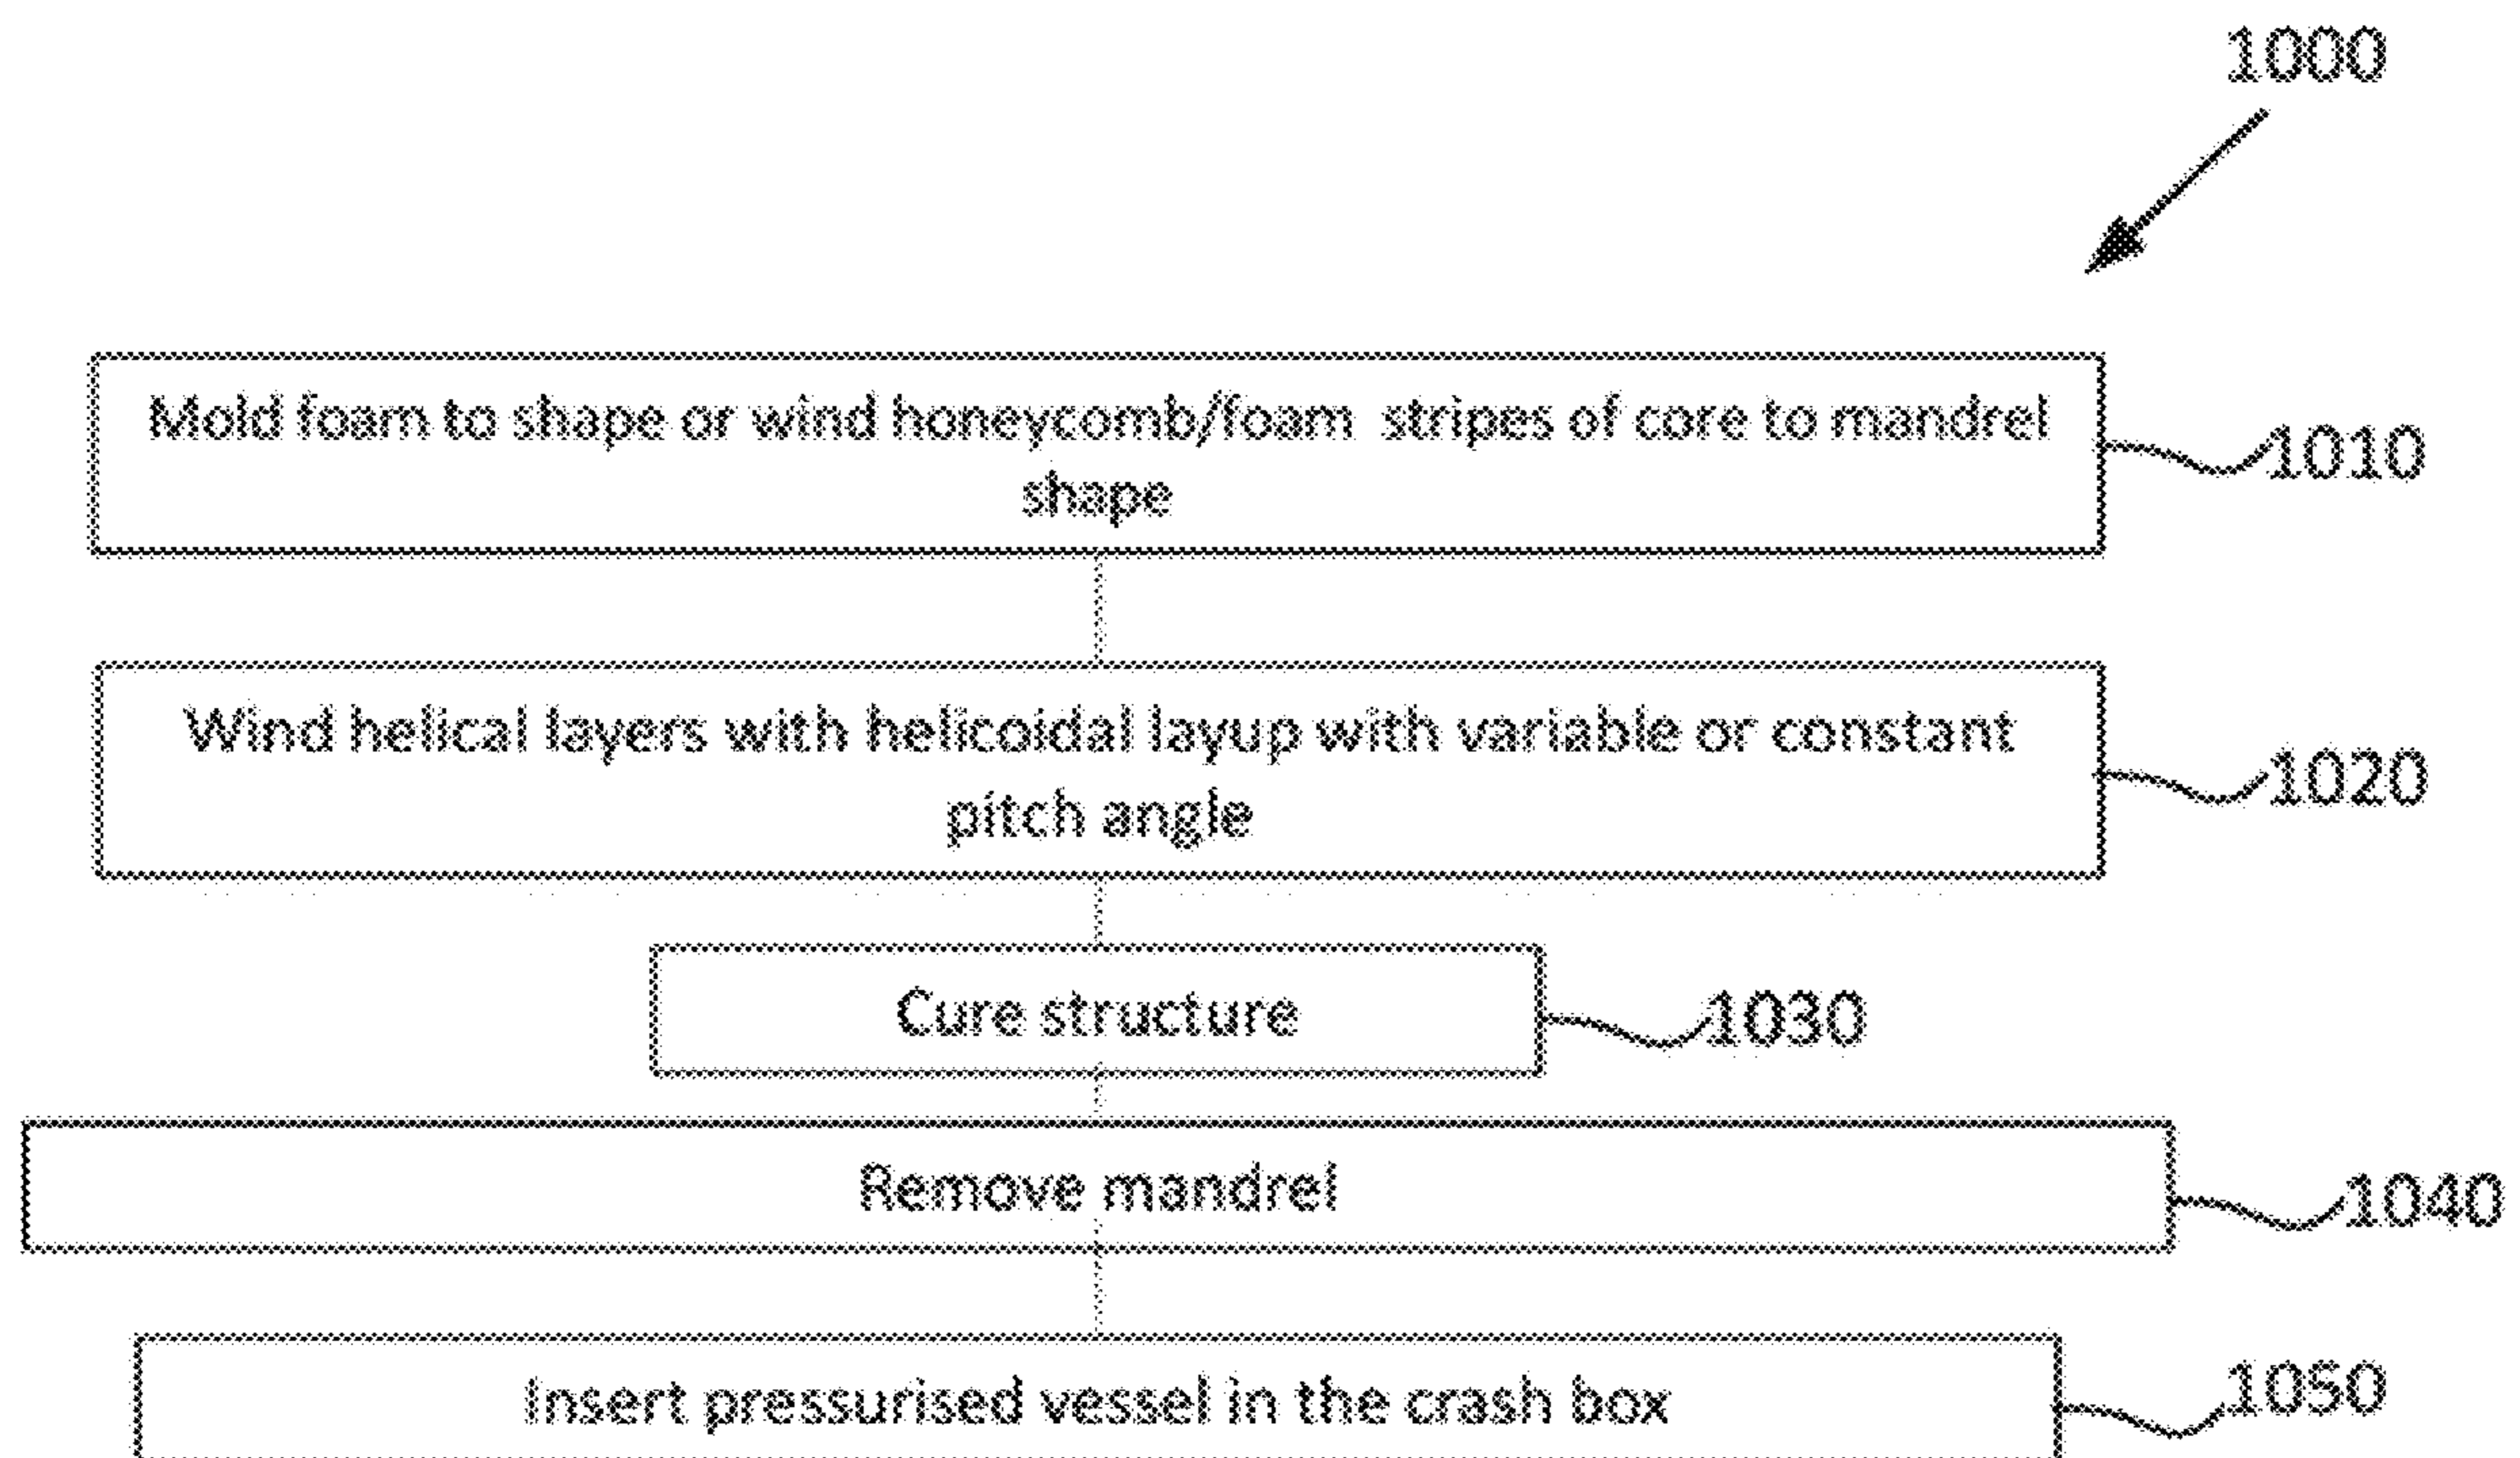 1000
Mold foam to shape or wind honeycomb/foam stripes of core to mandrel
shape
1010
Wind helical layers with helicoidal layup with variable or constant
pitch angle
1020
Cure structure
1030
Remove mandrel
1040
Insert pressurised vessel in the crash box
1050